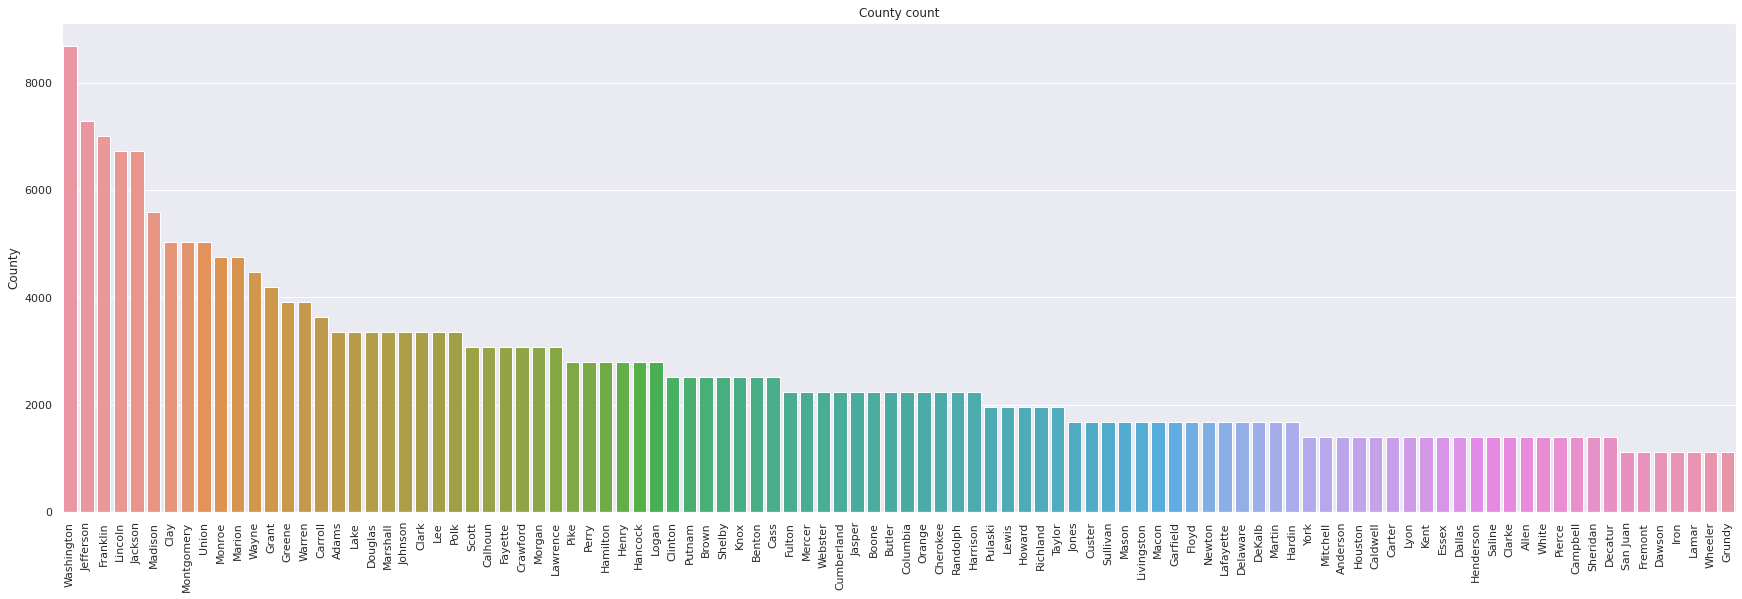 County count
County
8000
6000
4000
2000
0
Washington
Jefferson
Franklin
Lincoln
Jackson
Madison
Clay
Montgomery
Union
Monroe
Marion
Wayne
Grant
Greene
Warren
Carroll
Adams
Lake
Douglas
Marshall
Johnson
Clark
Lee
Polk
Scott
Calhoun
Fayette
Crawford
Morgan
Lawrence
Pike
Perry
Hamilton
Henry
Hancock
Logan
Clinton
Putnam
Brown
Shelby
Knox
Benton
Cass
Fulton
Mercer
Webster
Cumberland
Jasper
Boone
Butler
Columbia
Orange
Cherokee
Randolph
Harrison
Pulaski
Lewis
Howard
Richland
Taylor
Jones
Custer
Sullivan
Mason
Livingston
Macon
Garfield
Floyd
Newton
Lafayette
Delaware
DeKalb
Martin
Hardin
York
Mitchell
Anderson
Houston
Caldwell
Carter
Lyon
Kent
Essex
Dallas
Henderson
Saline
Clarke
Allen
White
Pierce
Campbell
Sheridan
Decatur
San Juan
Fremont
Dawson
Iron
Lamar
Wheeler
Grundy